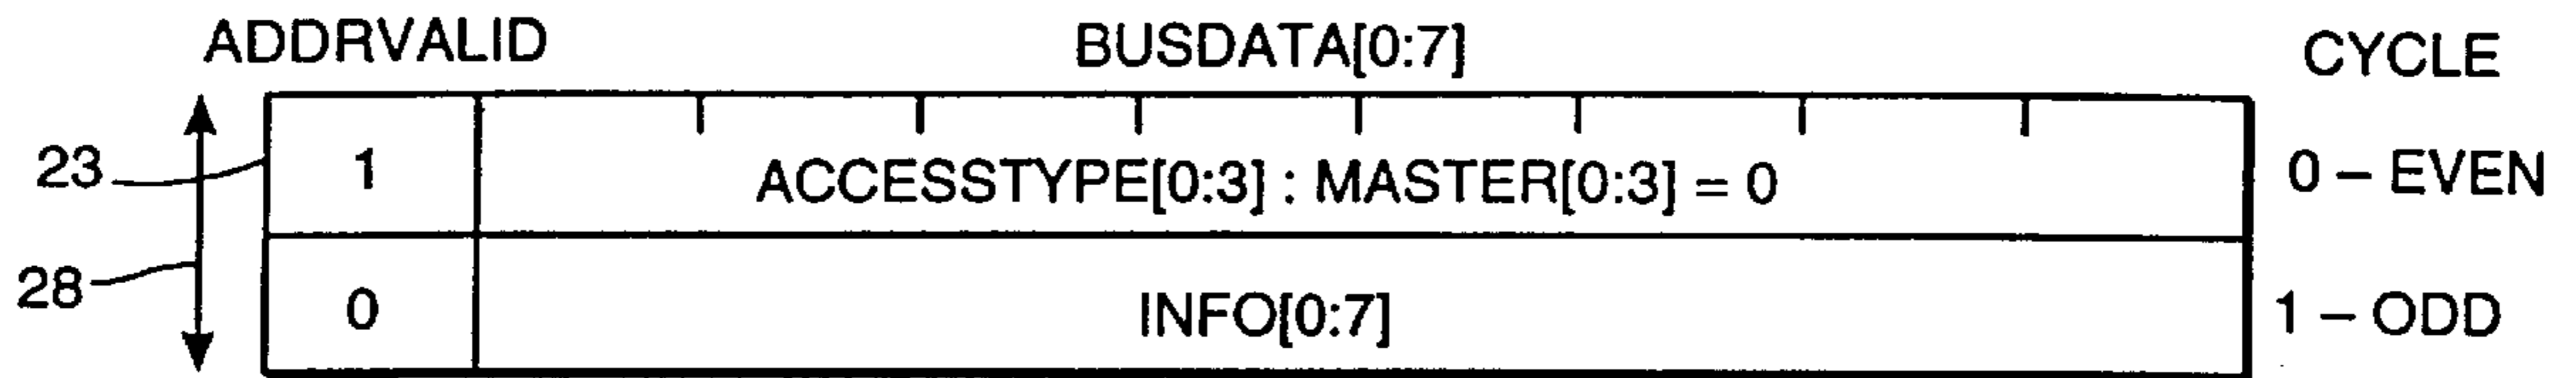 ADDRVALID BUSDATA[0:7] CYCLE
23 1 ACCESSTYPE[0:3] : MASTER[0:3] = 0 0 – EVEN
28 0 INFO[0:7] 1 – ODD